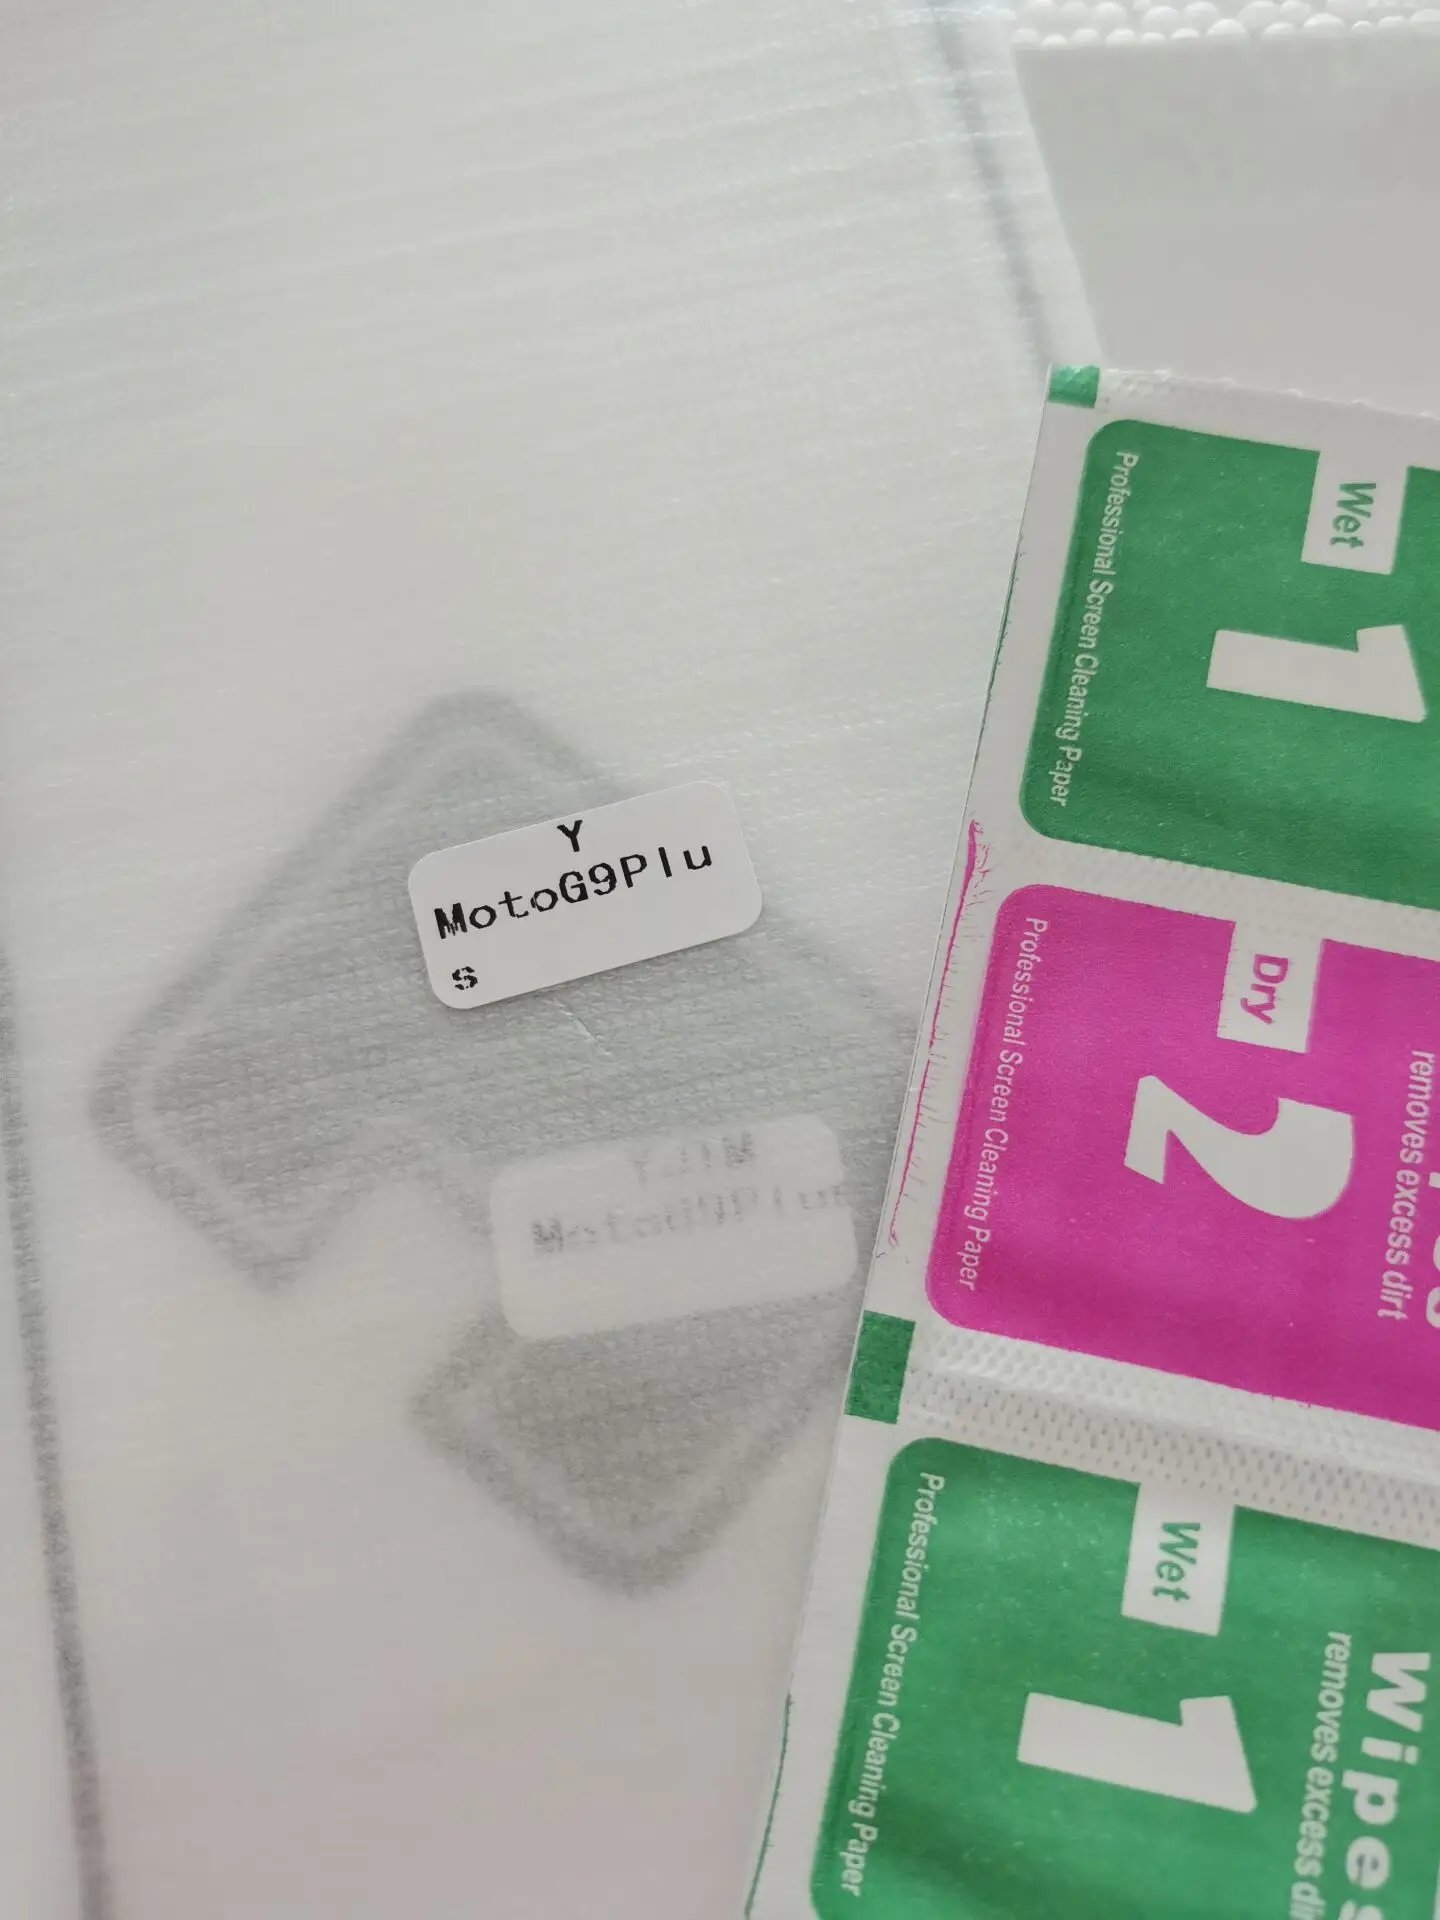 Y
MotoG9Plu
s
MotoG9Plus
Wet
1
Professional Screen Cleaning Paper
Dry
2
removes excess dirt
Professional Screen Cleaning Paper
Wet
1
Wipes
removes excess
Professional Screen Cleaning Paper